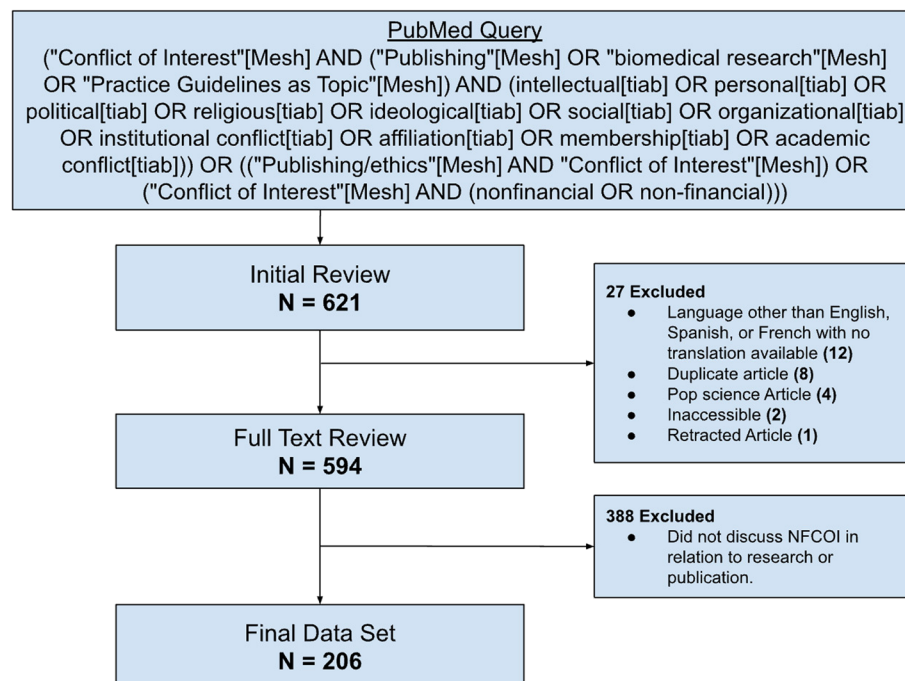 PubMed Query
("Conflict of Interest"[Mesh] AND ("Publishing"[Mesh] OR "biomedical research"[Mesh]
OR "Practice Guidelines as Topic"[Mesh]) AND (intellectual[tiab] OR personal[tiab] OR
political[tiab] OR religious[tiab] OR ideological[tiab] OR social[tiab] OR organizational[tiab]
OR institutional conflict[tiab] OR affiliation[tiab] OR membership[tiab] OR academic
conflict[tiab])) OR (("Publishing/ethics"[Mesh] AND "Conflict of Interest"[Mesh]) OR
("Conflict of Interest"[Mesh] AND (nonfinancial OR non-financial)))
Initial Review
N = 621
27 Excluded
● Language other than English,
Spanish, or French with no
translation available (12)
● Duplicate article (8)
● Pop science Article (4)
● Inaccessible (2)
● Retracted Article (1)
Full Text Review
N = 594
388 Excluded
● Did not discuss NFCOI in
relation to research or
publication.
Final Data Set
N = 206